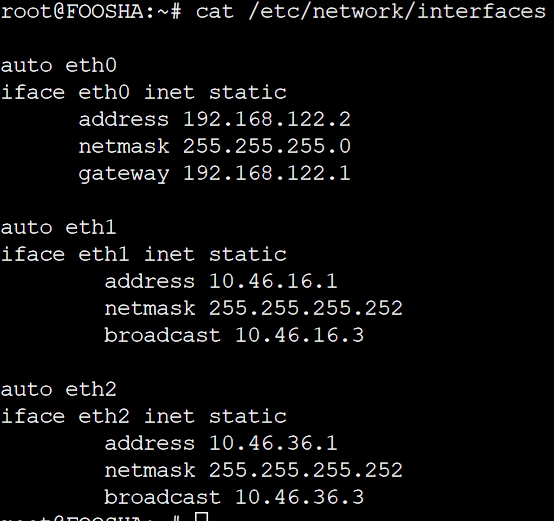 root@FOOSHA:~# cat /etc/network/interfaces
auto eth0
iface eth0 inet static
address 192.168.122.2
netmask 255.255.255.0
gateway 192.168.122.1
auto eth1
iface eth1 inet static
address 10.46.16.1
netmask 255.255.255.252
broadcast 10.46.16.3
auto eth2
iface eth2 inet static
address 10.46.36.1
netmask 255.255.255.252
broadcast 10.46.36.3
root@FOOSHA:~#